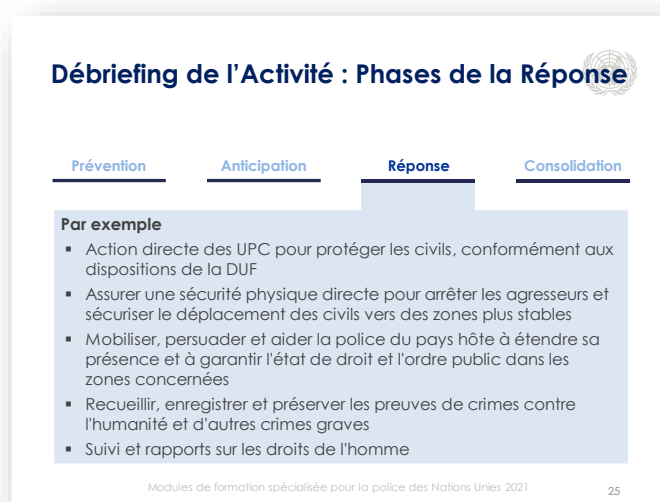 Débriefing de l’Activité : Phases de la Réponse
Prévention
Anticipation
Réponse
Consolidation
Par exemple
▪ Action directe des UPC pour protéger les civils, conformément aux
dispositions de la DUF
▪ Assurer une sécurité physique directe pour arrêter les agresseurs et
sécuriser le déplacement des civils vers des zones plus stables
▪ Mobiliser, persuader et aider la police du pays hôte à étendre sa
présence et à garantir l'état de droit et l'ordre public dans les
zones concernées
▪ Recueillir, enregistrer et préserver les preuves de crimes contre
l'humanité et d'autres crimes graves
▪ Suivi et rapports sur les droits de l'homme
Modules de formation spécialisée pour la police des Nations Unies 2021
25